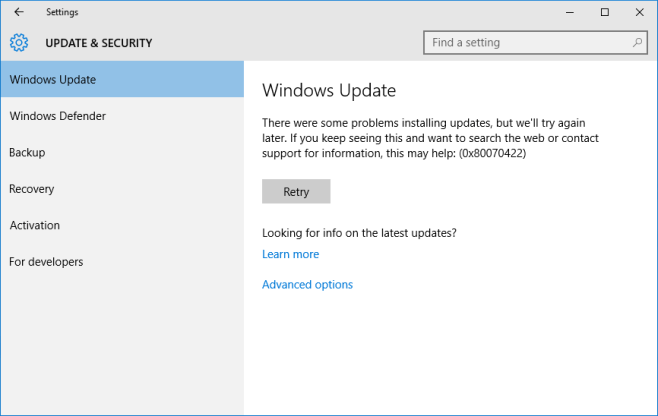 Settings
UPDATE & SECURITY
Find a setting
Windows Update
Windows Defender
Backup
Recovery
Activation
For developers
Windows Update
There were some problems installing updates, but we'll try again
later. If you keep seeing this and want to search the web or contact
support for information, this may help: (0x80070422)
Retry
Looking for info on the latest updates?
Learn more
Advanced options